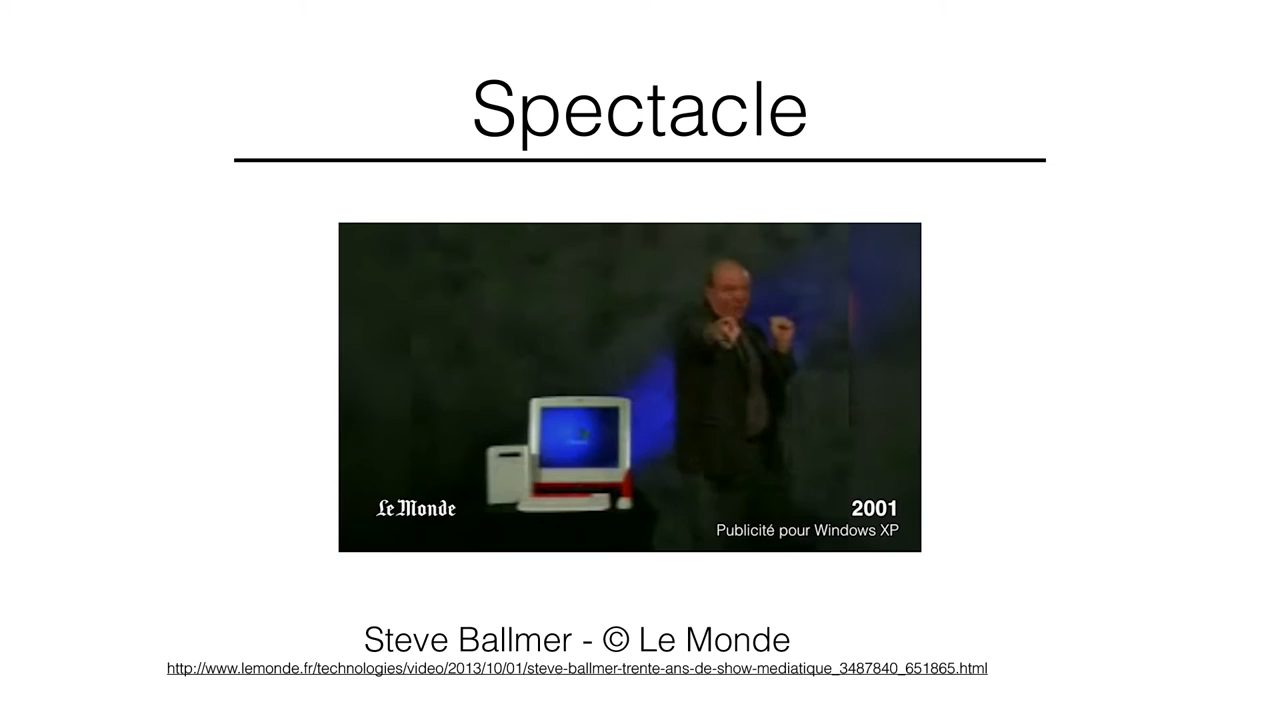 Spectacle
Le Monde
2001
Publicité pour Windows XP
Steve Ballmer - © Le Monde
http://www.lemonde.fr/technologies/video/2013/10/01/steve-ballmer-trente-ans-de-show-mediatique_3487840_651865.html